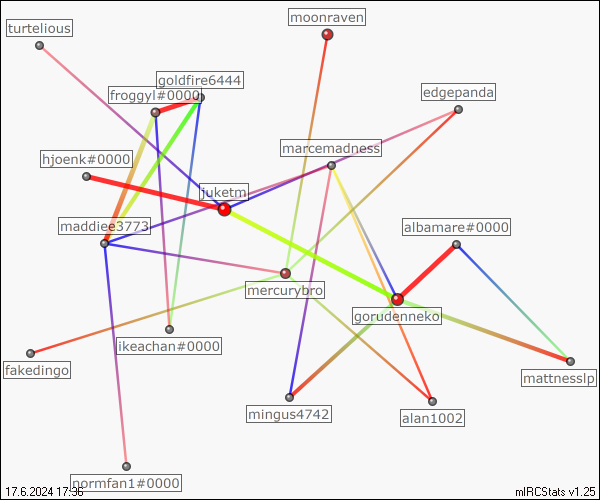 moonraven
turtelious
goldfire6444
froggyl#0000
edgepanda
marcemadness
hjoenk#0000
juketm
maddiee3773
albamare#0000
mercurybro
gorudenneko
ikeachan#0000
fakedingo
mattnesslp
mingus4742
alan1002
normfan1#0000
17.6.2024 17:36
mIRCStats v1.25